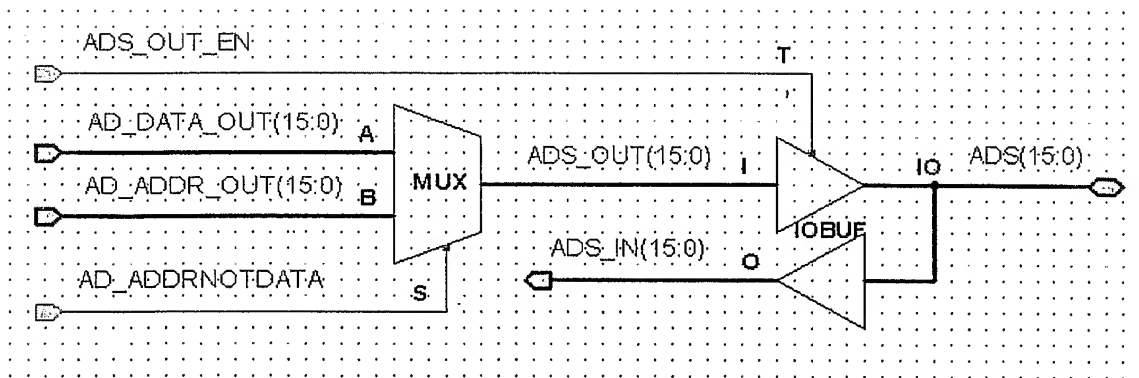 ADS_OUT_EN
T
AD_DATA_OUT(15:0)
A
ADS_OUT(15:0)
I
IO
ADS(15:0)
AD_ADDR_OUT(15:0)
B
MUX
IOBUF
ADS_IN(15:0)
O
AD_ADDRNOTDATA
S